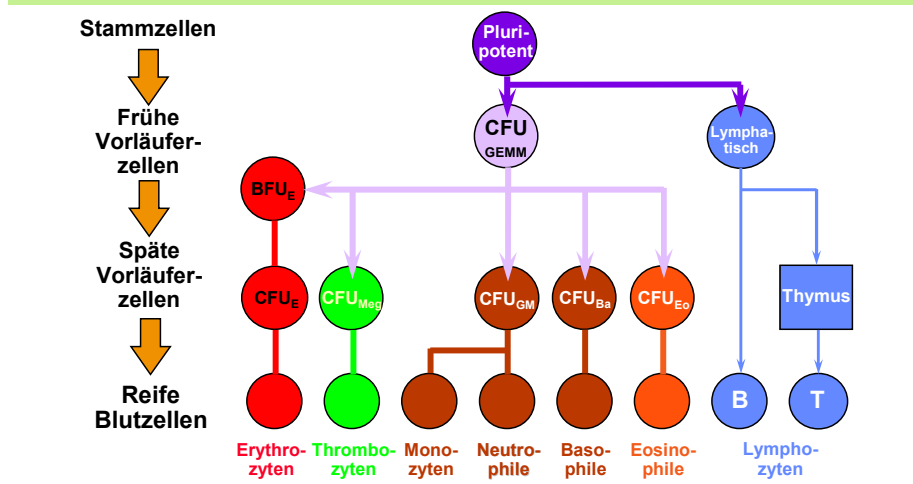 Stammzellen
Pluri-
potent
Frühe
Vorläufer-
zellen
CFU
GEMM
Lympha-
tisch
BFUE
Späte
Vorläufer-
zellen
CFUE
CFUMeg
CFUGM
CFUBa
CFUEo
Thymus
Reife
Blutzellen
B
T
Erythro-
zyten
Thrombo-
zyten
Mono-
zyten
Neutro-
phile
Baso-
phile
Eosino-
phile
Lympho-
zyten